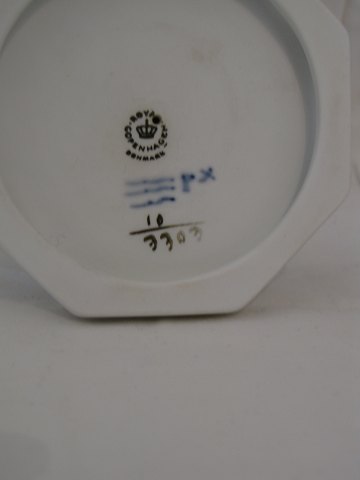 ROYAL
COPENHAGEN
DENMARK
10
3303